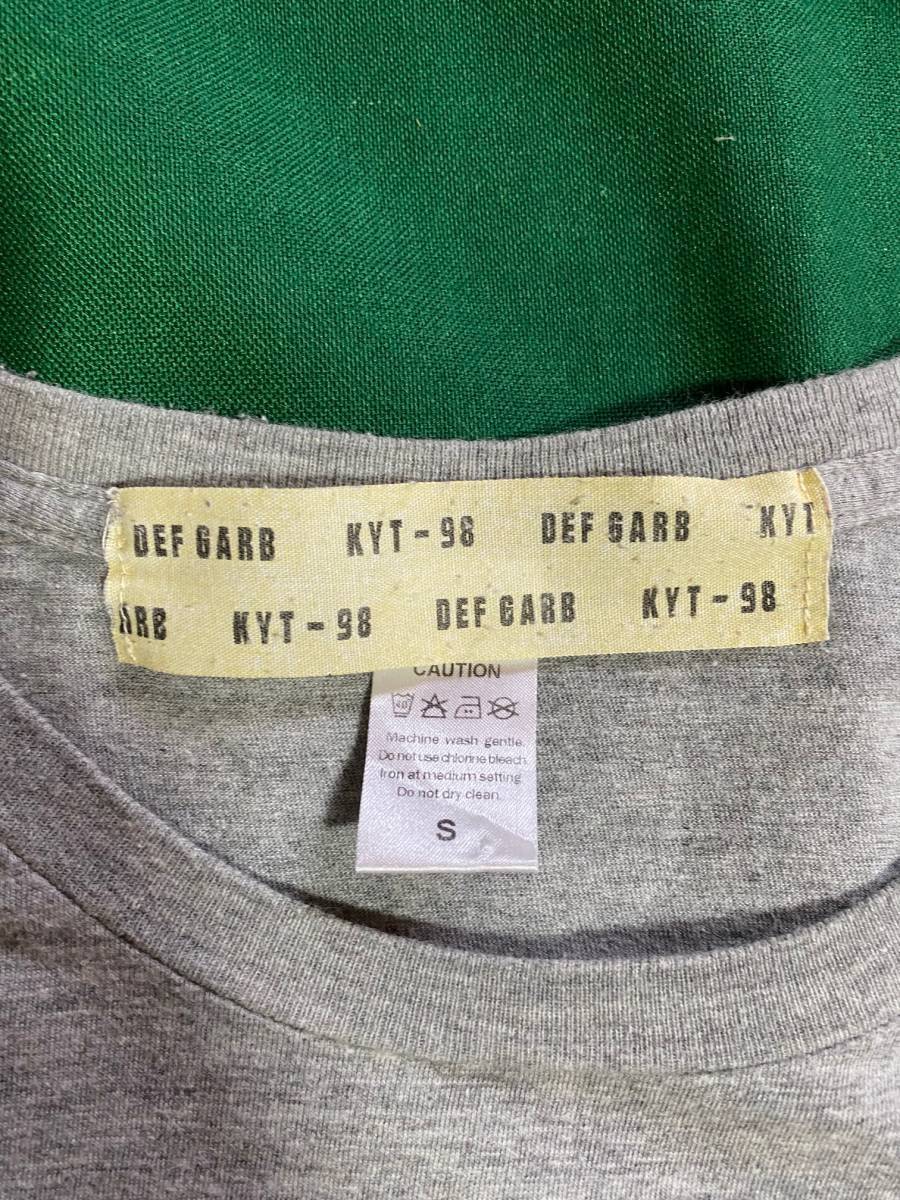 DEF GARB KYT-98 DEF GARB KYT
ARB KYT-98 DEF GARB KYT-98
CAUTION
40
Machine wash gentle.
Do not use chlorine bleach
Iron at medium setting
Do not dry clean.
S